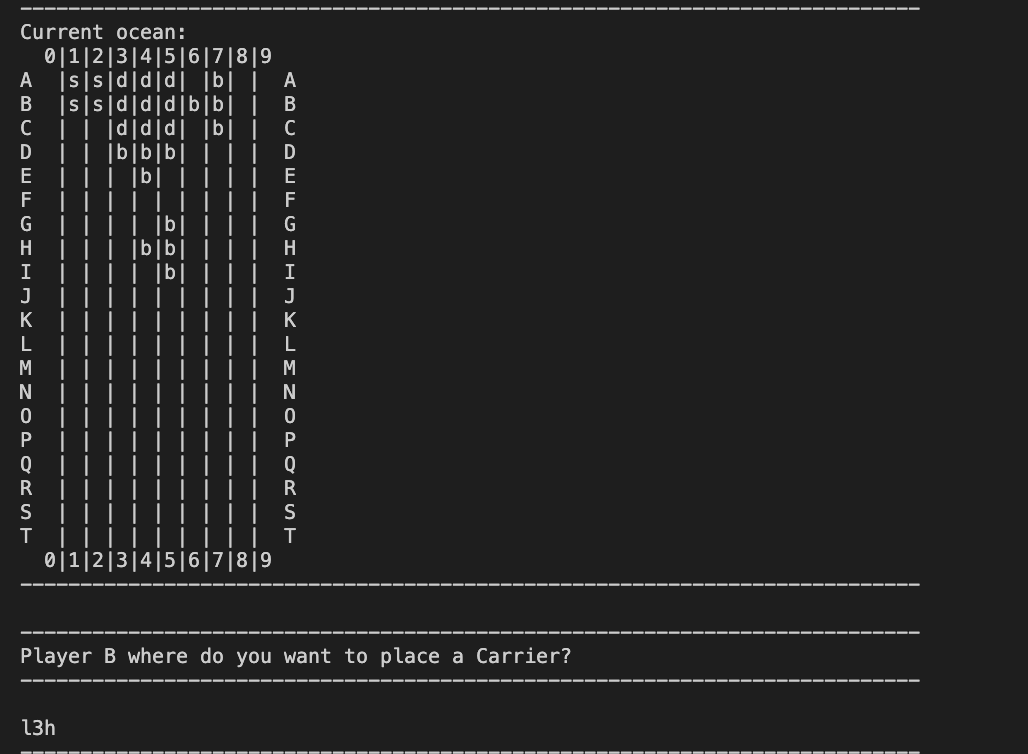 Current ocean:
  0|1|2|3|4|5|6|7|8|9
A  |s|s|d|d|d| |b| |  A
B  |s|s|d|d|d|b|b| |  B
C  | | |d|d|d| |b| |  C
D  | | |b|b|b| | | |  D
E  | | | |b| | | | |  E
F  | | | | | | | | |  F
G  | | | | |b| | | |  G
H  | | | |b|b| | | |  H
I  | | | | |b| | | |  I
J  | | | | | | | | |  J
K  | | | | | | | | |  K
L  | | | | | | | | |  L
M  | | | | | | | | |  M
N  | | | | | | | | |  N
O  | | | | | | | | |  O
P  | | | | | | | | |  P
Q  | | | | | | | | |  Q
R  | | | | | | | | |  R
S  | | | | | | | | |  S
T  | | | | | | | | |  T
  0|1|2|3|4|5|6|7|8|9
Player B where do you want to place a Carrier?
l3h